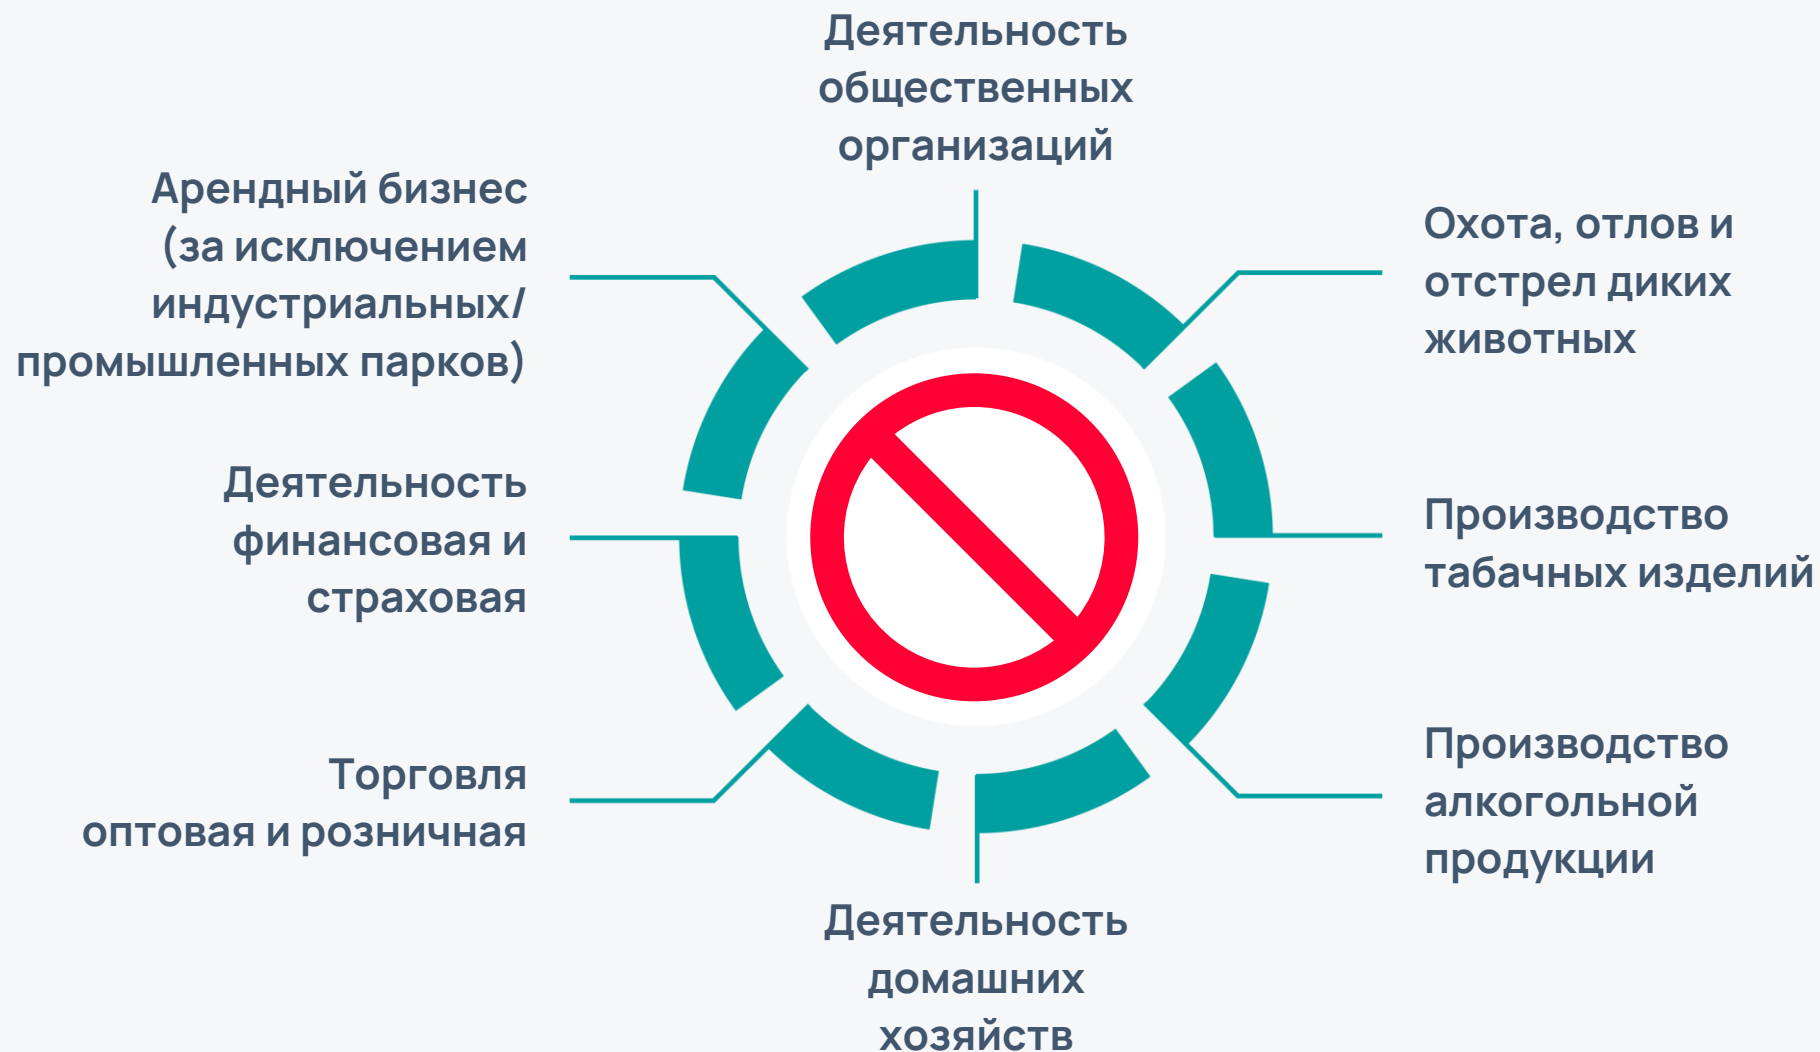 Деятельность
общественных
организаций
Арендный бизнес
(за исключением
индустриальных/
промышленных парков)
Охота, отлов и
отстрел диких
животных
Деятельность
финансовая и
страховая
Производство
табачных изделий
Торговля
оптовая и розничная
Производство
алкогольной
продукции
Деятельность
домашних
хозяйств